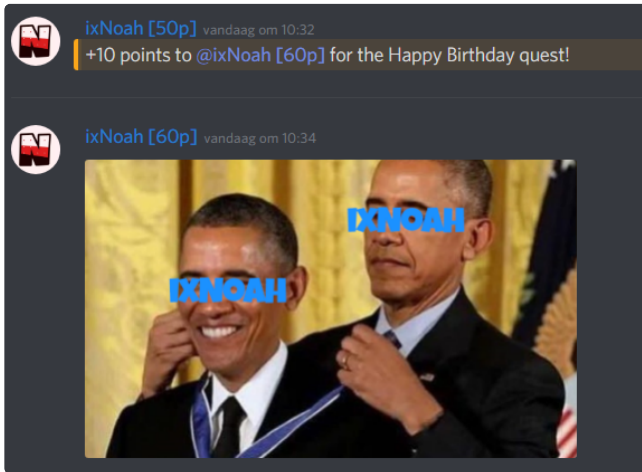 ixNoah [50p] vandaag om 10:32
+10 points to @ixNoah [60p] for the Happy Birthday quest!
ixNoah [60p] vandaag om 10:34
IXNOAH
IXNOAH